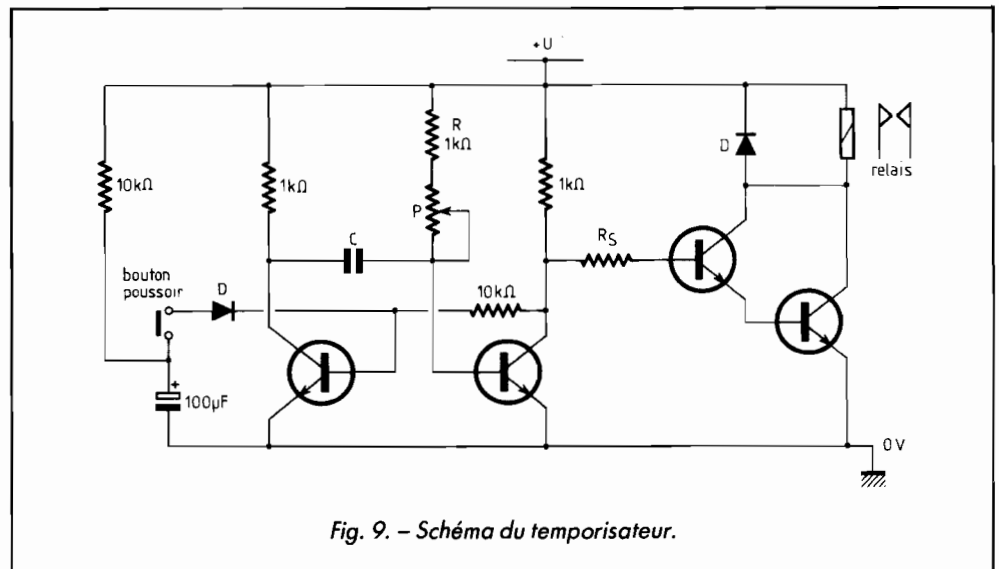 +U
R
1kΩ
10kΩ
1kΩ
1kΩ
D
relais
P
C
RS
bouton
poussoir
D
10kΩ
+
100µF
0V
Fig. 9. – Schéma du temporisateur.